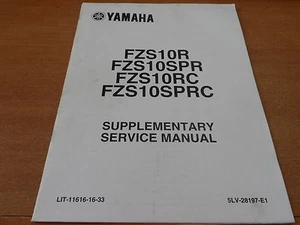 YAMAHA
FZS10R
FZS10SPR
FZS10RC
FZS10SPRC
SUPPLEMENTARY
SERVICE MANUAL
LIT-11616-16-33
5LV-28197-E1